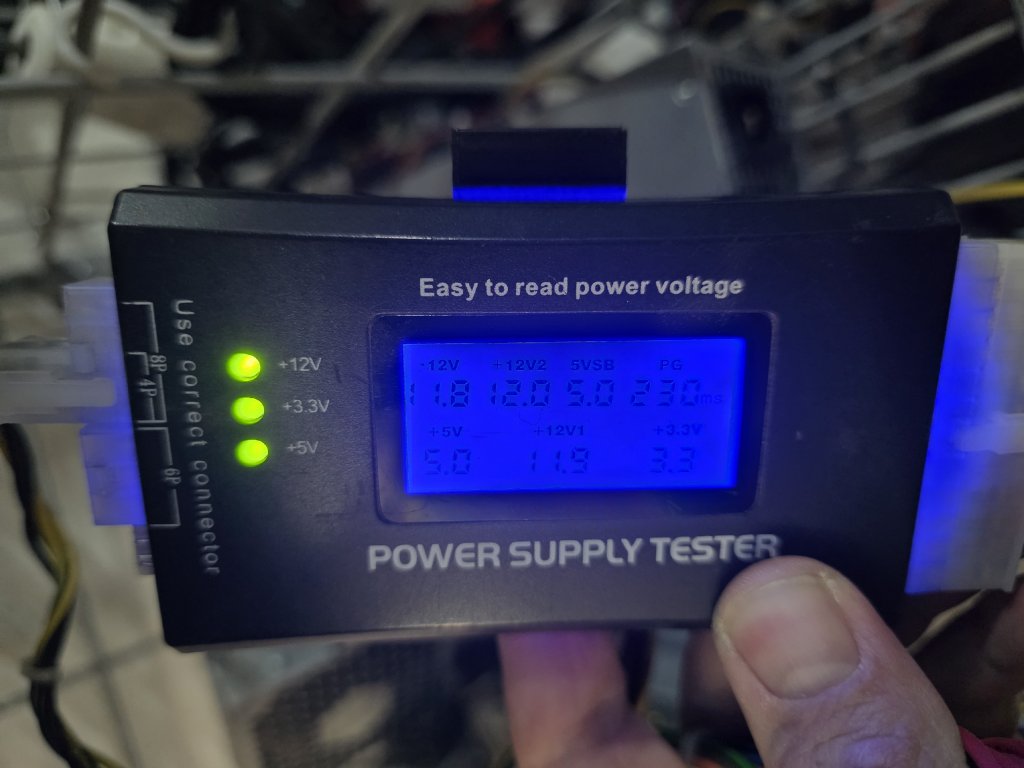 Easy to read power voltage
-12V +12V2 5VSB PG
11.8 12.0 5.0 230 ms
+5V +12V1 +3.3V
5.0 11.9 3.3
POWER SUPPLY TESTER
+12V
+3.3V
+5V
Use correct connector
8P
4P
6P